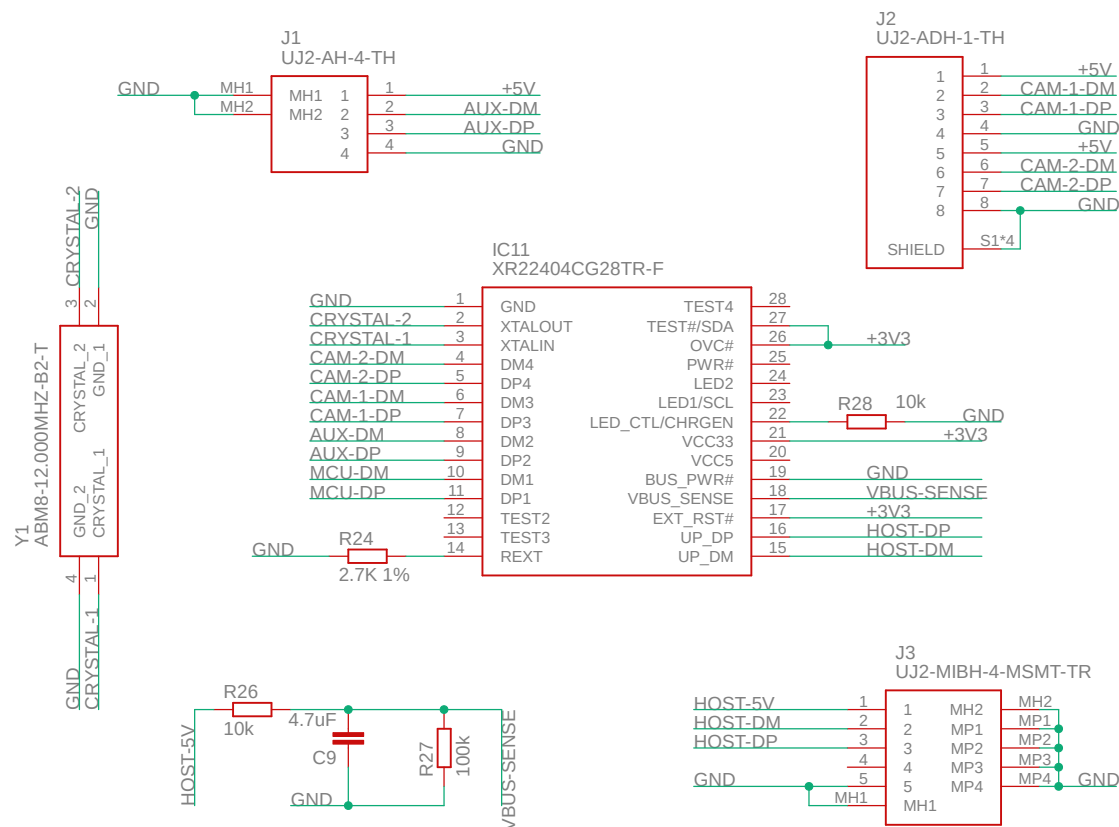 J1
UJ2-AH-4-TH
GND
MH1
MH2
MH1
MH2
1
2
3
4
1
2
3
4
+5V
AUX-DM
AUX-DP
GND
J2
UJ2-ADH-1-TH
1
2
3
4
5
6
7
8
SHIELD
1
2
3
4
5
6
7
8
S1*4
+5V
CAM-1-DM
CAM-1-DP
GND
+5V
CAM-2-DM
CAM-2-DP
GND
CRYSTAL-2
GND
3
2
CRYSTAL_2
GND_1
GND_2
CRYSTAL_1
Y1
ABM8-12.000MHZ-B2-T
4
1
GND
CRYSTAL-1
IC11
XR22404CG28TR-F
GND 1 GND
CRYSTAL-2 2 XTALOUT
CRYSTAL-1 3 XTALIN
CAM-2-DM 4 DM4
CAM-2-DP 5 DP4
CAM-1-DM 6 DM3
CAM-1-DP 7 DP3
AUX-DM 8 DM2
AUX-DP 9 DP2
MCU-DM 10 DM1
MCU-DP 11 DP1
12 TEST2
13 TEST3
GND R24 14 REXT
2.7K 1%
TEST4 28
TEST#/SDA 27
OVC# 26 +3V3
PWR# 25
LED2 24
LED1/SCL 23
LED_CTL/CHRGEN 22 R28 10k GND
VCC33 21 +3V3
VCC5 20
BUS_PWR# 19 GND
VBUS_SENSE 18 VBUS-SENSE
EXT_RST# 17 +3V3
UP_DP 16 HOST-DP
UP_DM 15 HOST-DM
HOST-5V
R26
10k
4.7uF
C9
R27
100k
GND
VBUS-SENSE
J3
UJ2-MIBH-4-MSMT-TR
HOST-5V 1 1 MH2 MH2
HOST-DM 2 2 MP1 MP1
HOST-DP 3 3 MP2 MP2
4 4 MP3 MP3
GND 5 5 MP4 MP4 GND
MH1 MH1